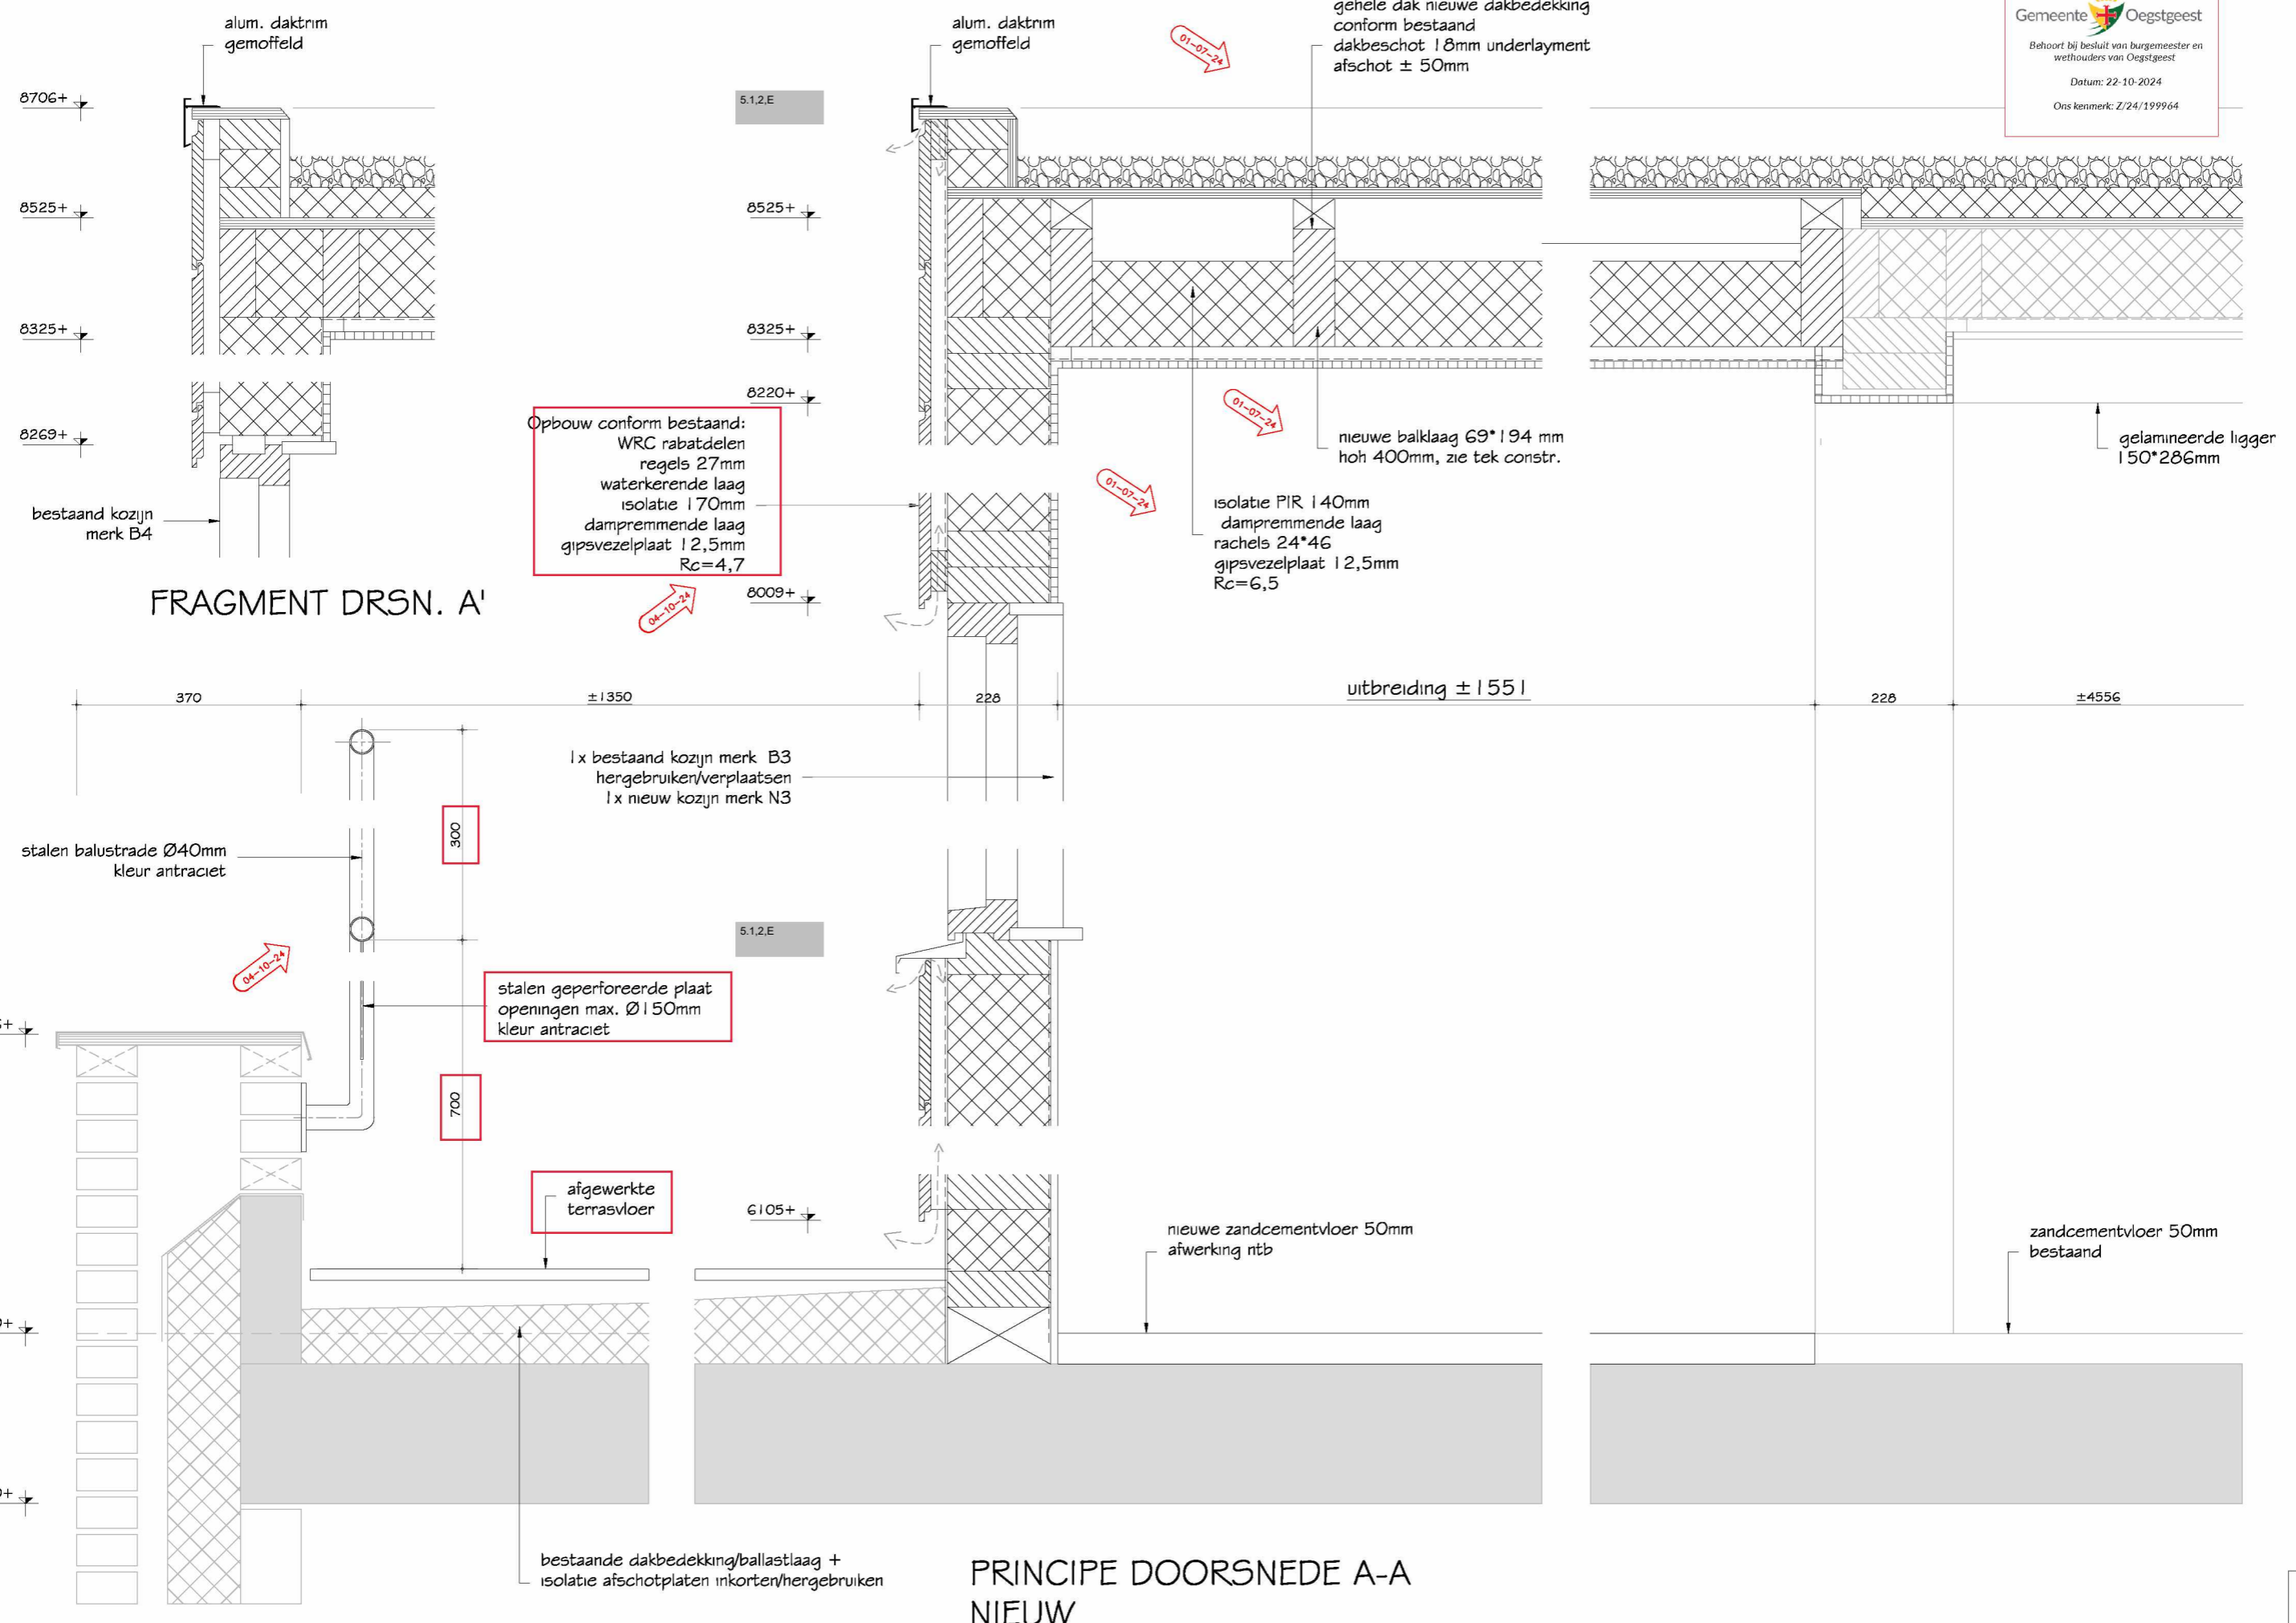 alum. daktrim
gemoffeld
8706+
8525+
8325+
8269+
bestaand kozijn
merk B4
FRAGMENT DRSN. A'
alum. daktrim
gemoffeld
gehele dak nieuwe dakbedekking
conform bestaand
dakbeschot 18mm underlayment
afschot ± 50mm
01-07-24
Gemeente Oegstgeest
Behoort bij besluit van burgemeester en
wethouders van Oegstgeest
Datum: 22-10-2024
Ons kenmerk: Z/24/199964
5.1,2,E
8525+
8325+
8220+
8009+
Opbouw conform bestaand:
WRC rabatdelen
regels 27mm
waterkerende laag
isolatie 170mm
dampremmende laag
gipsvezelplaat 12,5mm
Rc=4,7
04-10-24
01-07-24
nieuwe balklaag 69*194 mm
hoh 400mm, zie tek constr.
01-07-24
isolatie PIR 140mm
dampremmende laag
rachels 24*46
gipsvezelplaat 12,5mm
Rc=6,5
gelamineerde ligger
150*286mm
370
±1350
228
uitbreiding ±1551
228
±4556
1x bestaand kozijn merk B3
hergebruiken/verplaatsen
1x nieuw kozijn merk N3
300
stalen balustrade Ø40mm
kleur antraciet
5.1,2,E
04-10-24
stalen geperforeerde plaat
openingen max. Ø150mm
kleur antraciet
700
afgewerkte
terrasvloer
6105+
nieuwe zandcementvloer 50mm
afwerking ntb
zandcementvloer 50mm
bestaand
bestaande dakbedekking/ballastlaag +
isolatie afschotplaten inkorten/hergebruiken
PRINCIPE DOORSNEDE A-A
NIEUW